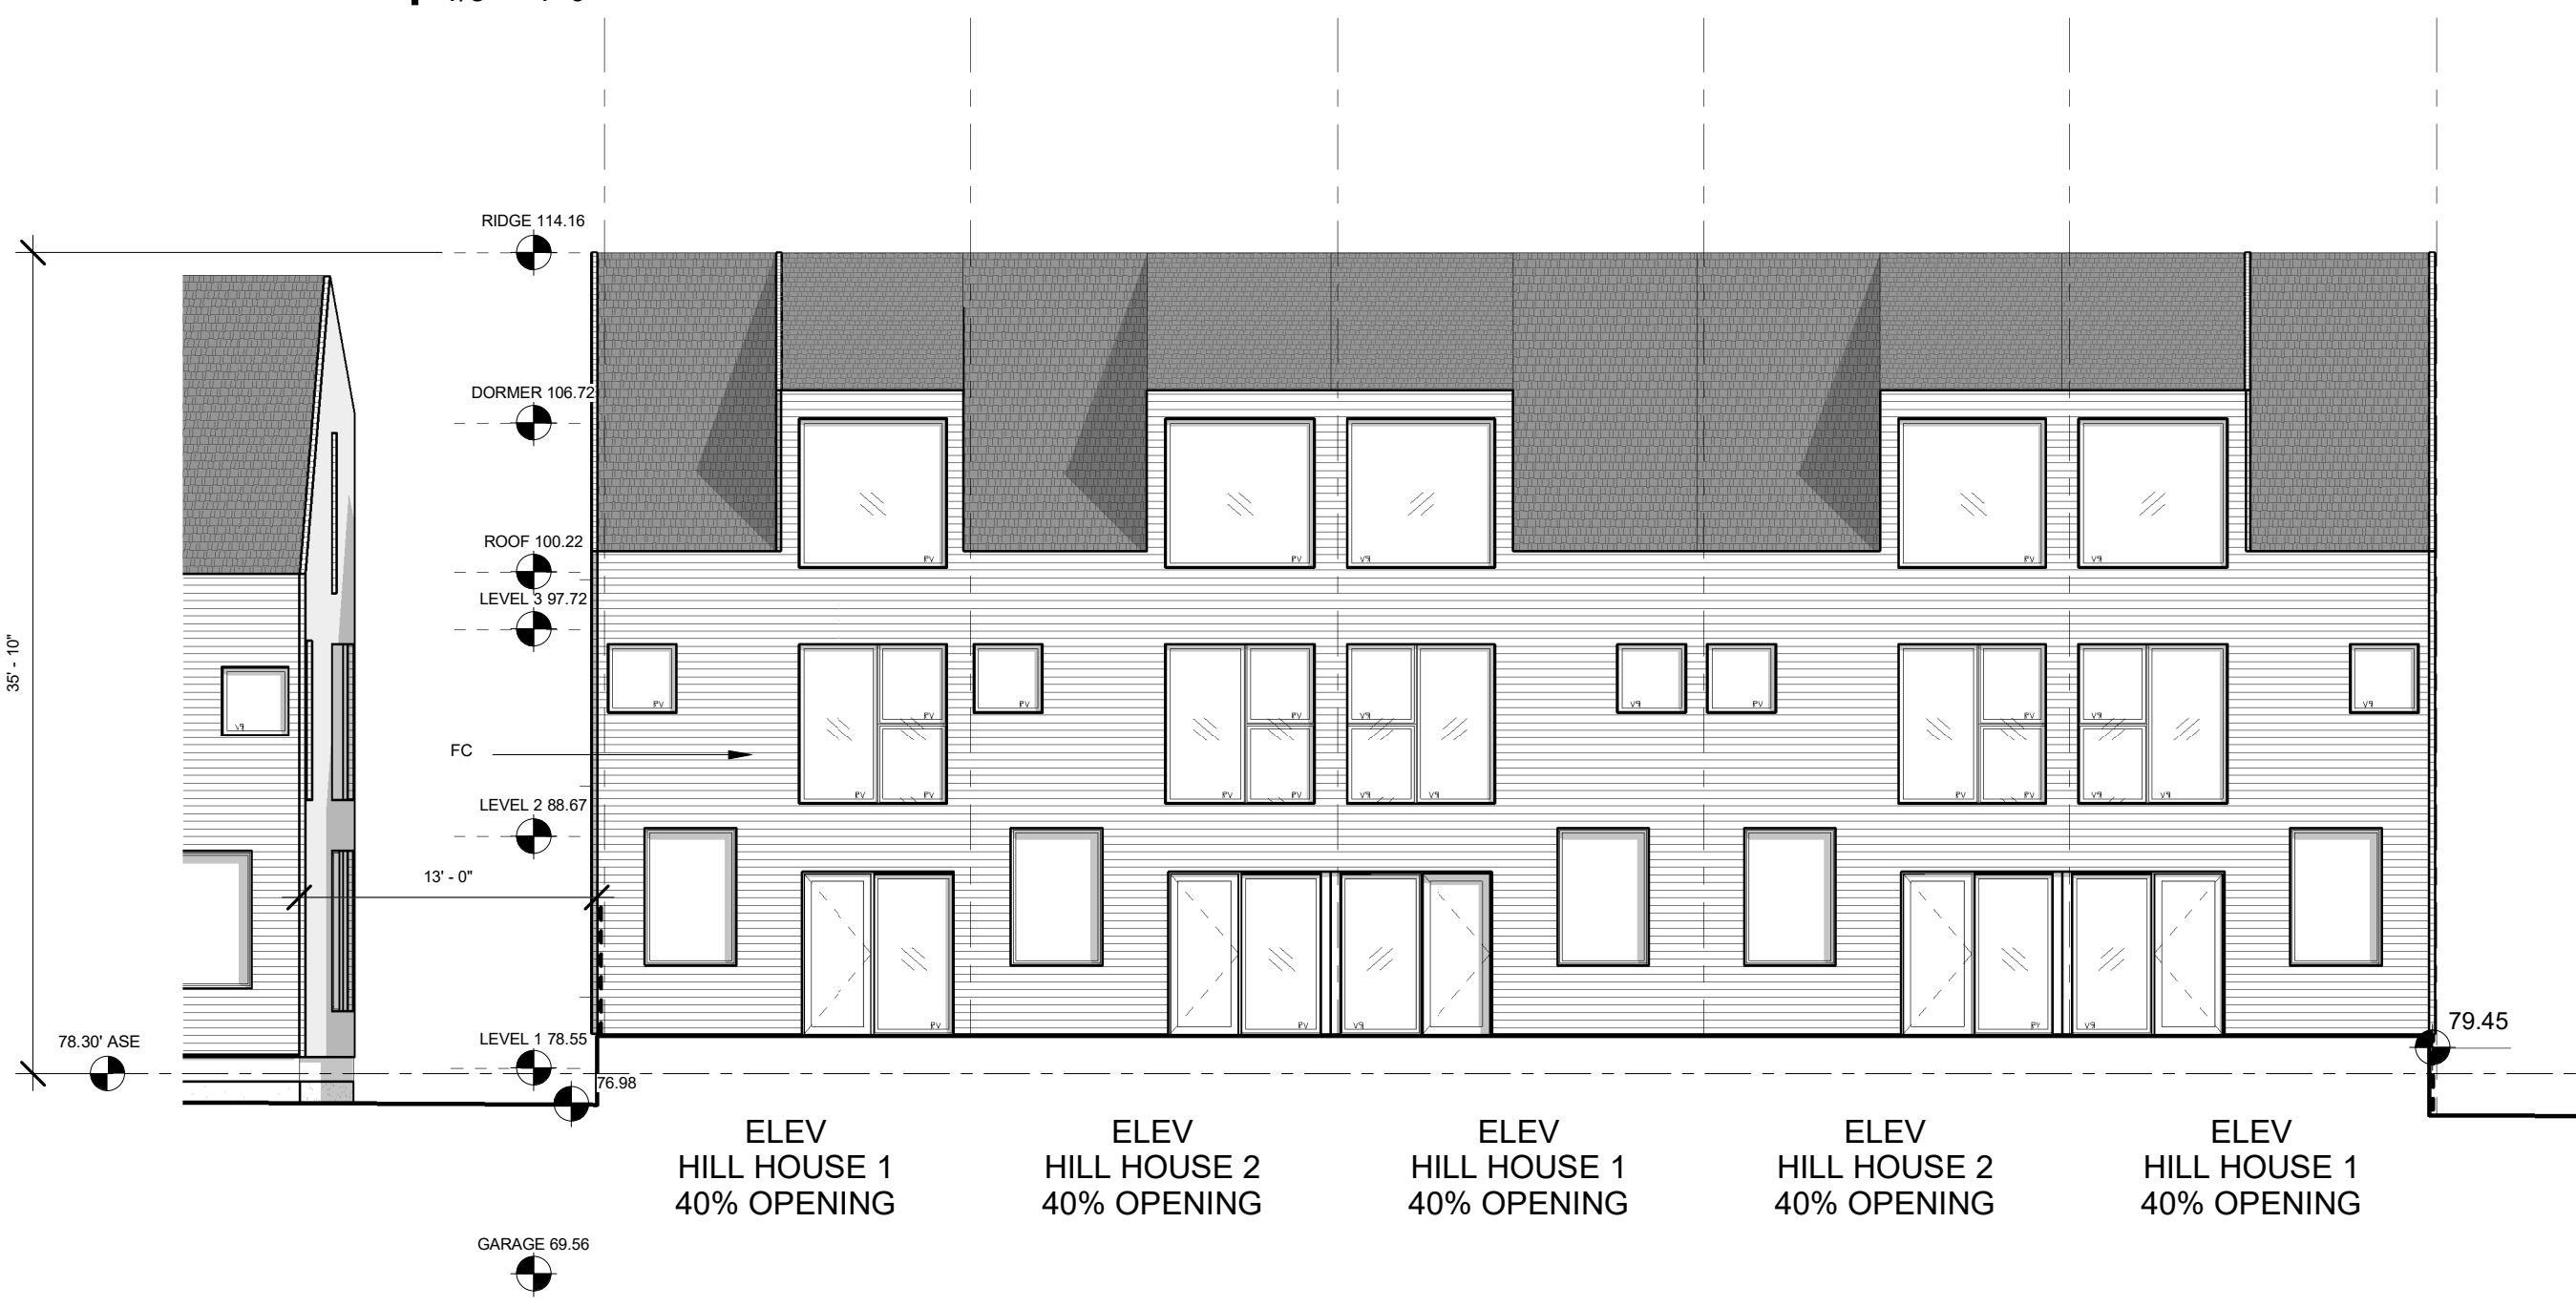 RIDGE 114.16
DORMER 106.72
ROOF 100.22
LEVEL 3 97.72
35' - 10"
FC
LEVEL 2 88.67
13' - 0"
78.30' ASE
LEVEL 1 78.55
79.45
76.98
ELEV
HILL HOUSE 1
40% OPENING
ELEV
HILL HOUSE 2
40% OPENING
ELEV
HILL HOUSE 1
40% OPENING
ELEV
HILL HOUSE 2
40% OPENING
ELEV
HILL HOUSE 1
40% OPENING
GARAGE 69.56